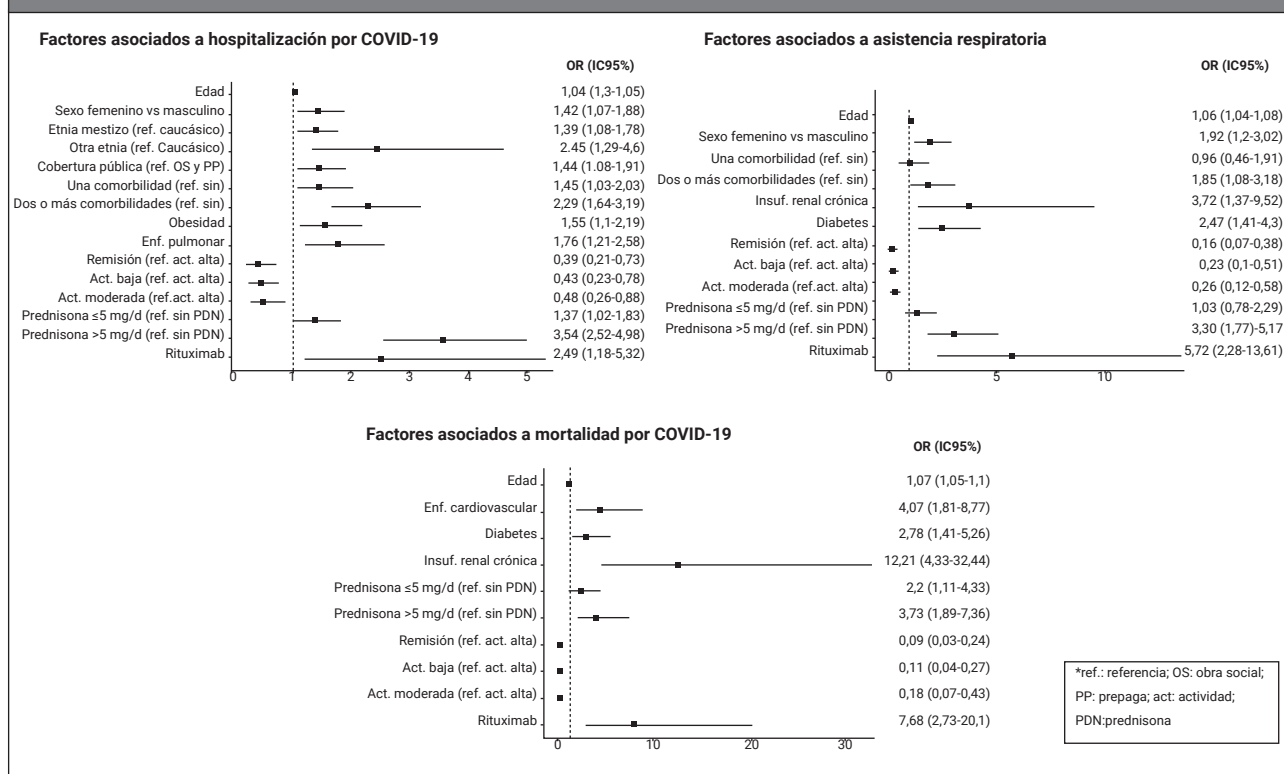 Factores asociados a hospitalización por COVID-19
OR (IC95%)
Edad 1,04 (1,3-1,05)
Sexo femenino vs masculino 1,42 (1,07-1,88)
Etnia mestizo (ref. caucásico) 1,39 (1,08-1,78)
Otra etnia (ref. Caucásico) 2.45 (1,29-4,6)
Cobertura pública (ref. OS y PP) 1,44 (1.08-1,91)
Una comorbilidad (ref. sin) 1,45 (1,03-2,03)
Dos o más comorbilidades (ref. sin) 2,29 (1,64-3,19)
Obesidad 1,55 (1,1-2,19)
Enf. pulmonar 1,76 (1,21-2,58)
Remisión (ref. act. alta) 0,39 (0,21-0,73)
Act. baja (ref. act. alta) 0,43 (0,23-0,78)
Act. moderada (ref.act. alta) 0,48 (0,26-0,88)
Prednisona ≤5 mg/d (ref. sin PDN) 1,37 (1,02-1,83)
Prednisona >5 mg/d (ref. sin PDN) 3,54 (2,52-4,98)
Rituximab 2,49 (1,18-5,32)
0 1 2 3 4 5
Factores asociados a asistencia respiratoria
OR (IC95%)
Edad 1,06 (1,04-1,08)
Sexo femenino vs masculino 1,92 (1,2-3,02)
Una comorbilidad (ref. sin) 0,96 (0,46-1,91)
Dos o más comorbilidades (ref. sin) 1,85 (1,08-3,18)
Insuf. renal crónica 3,72 (1,37-9,52)
Diabetes 2,47 (1,41-4,3)
Remisión (ref. act. alta) 0,16 (0,07-0,38)
Act. baja (ref. act. alta) 0,23 (0,1-0,51)
Act. moderada (ref.act. alta) 0,26 (0,12-0,58)
Prednisona ≤5 mg/d (ref. sin PDN) 1,03 (0,78-2,29)
Prednisona >5 mg/d (ref. sin PDN) 3,30 (1,77)-5,17
Rituximab 5,72 (2,28-13,61)
0 5 10
Factores asociados a mortalidad por COVID-19
OR (IC95%)
Edad 1,07 (1,05-1,1)
Enf. cardiovascular 4,07 (1,81-8,77)
Diabetes 2,78 (1,41-5,26)
Insuf. renal crónica 12,21 (4,33-32,44)
Prednisona ≤5 mg/d (ref. sin PDN) 2,2 (1,11-4,33)
Prednisona >5 mg/d (ref. sin PDN) 3,73 (1,89-7,36)
Remisión (ref. act. alta) 0,09 (0,03-0,24)
Act. baja (ref. act. alta) 0,11 (0,04-0,27)
Act. moderada (ref. act. alta) 0,18 (0,07-0,43)
Rituximab 7,68 (2,73-20,1)
0 10 20 30
*ref.: referencia; OS: obra social;
PP: prepaga; act: actividad;
PDN:prednisona